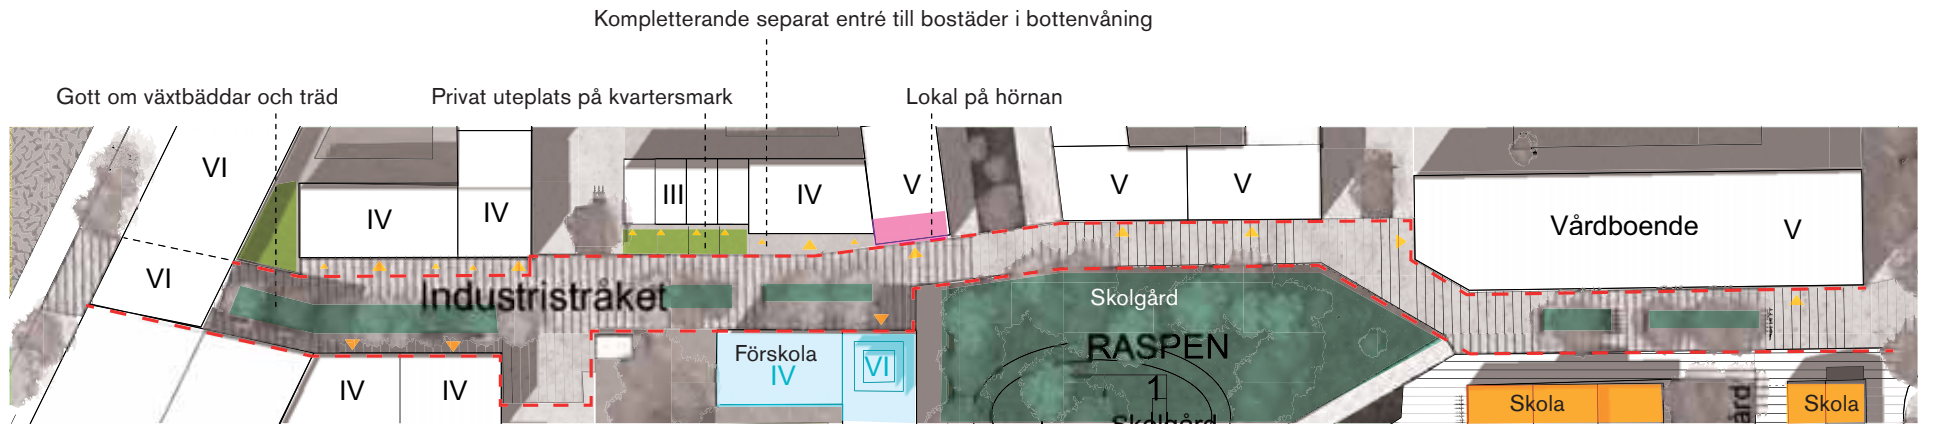 Kompletterande separat entré till bostäder i bottenvåning
Gott om växtbäddar och träd
Privat uteplats på kvartersmark
Lokal på hörnan
VI
IV
IV
III
IV
V
V
V
Vårdboende
V
VI
Industristråket
Skolgård
RASPEN
1
Skolgård
Förskola
IV
VI
IV
IV
Skola
Skola